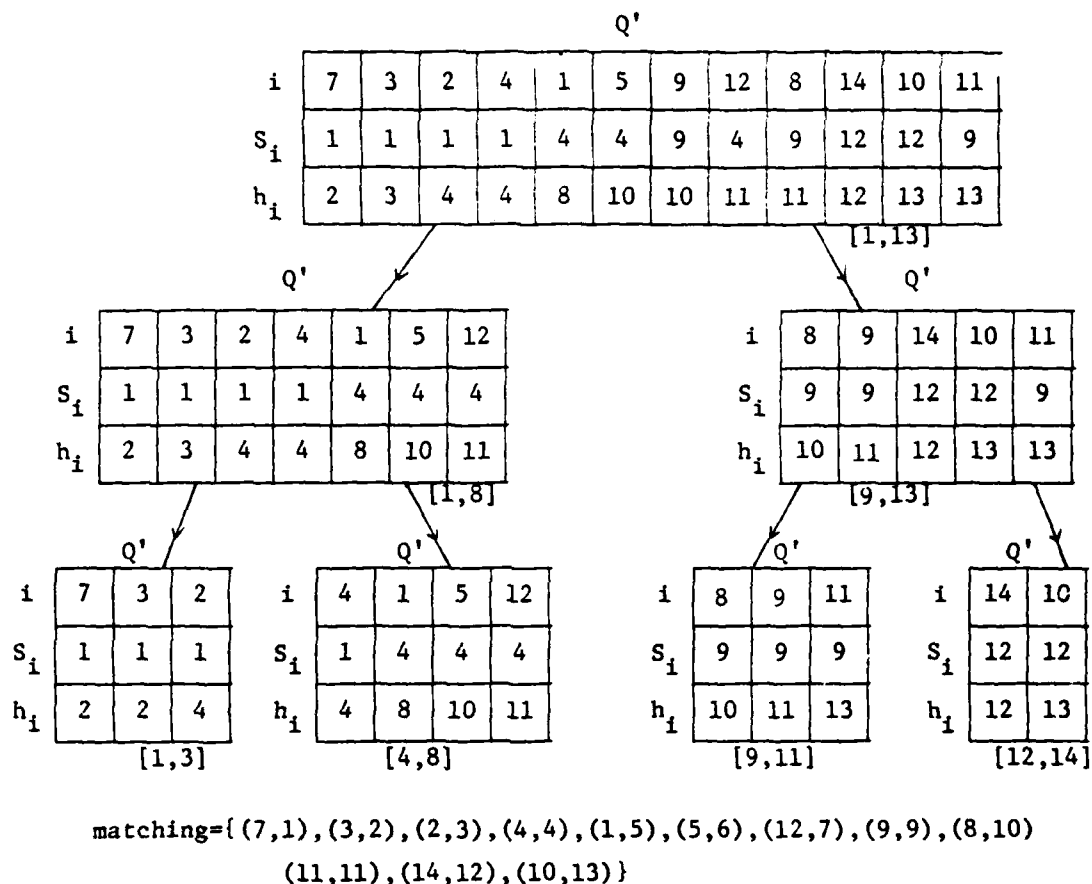 Q'
i 7 3 2 4 1 5 9 12 8 14 10 11
S_i 1 1 1 1 4 4 9 4 9 12 12 9
h_i 2 3 4 4 8 10 10 11 11 12 13 13
[1,13]
Q' Q'
i 7 3 2 4 1 5 12 i 8 9 14 10 11
S_i 1 1 1 1 4 4 4 S_i 9 9 12 12 9
h_i 2 3 4 4 8 10 11 h_i 10 11 12 13 13
[1,8] [9,13]
Q' Q' Q' Q'
i 7 3 2 i 4 1 5 12 i 8 9 11 i 14 10
S_i 1 1 1 S_i 1 4 4 4 S_i 9 9 9 S_i 12 12
h_i 2 2 4 h_i 4 8 10 11 h_i 10 11 13 h_i 12 13
[1,3] [4,8] [9,11] [12,14]
matching={(7,1),(3,2),(2,3),(4,4),(1,5),(5,6),(12,7),(9,9),(8,10)
(11,11),(14,12),(10,13)}